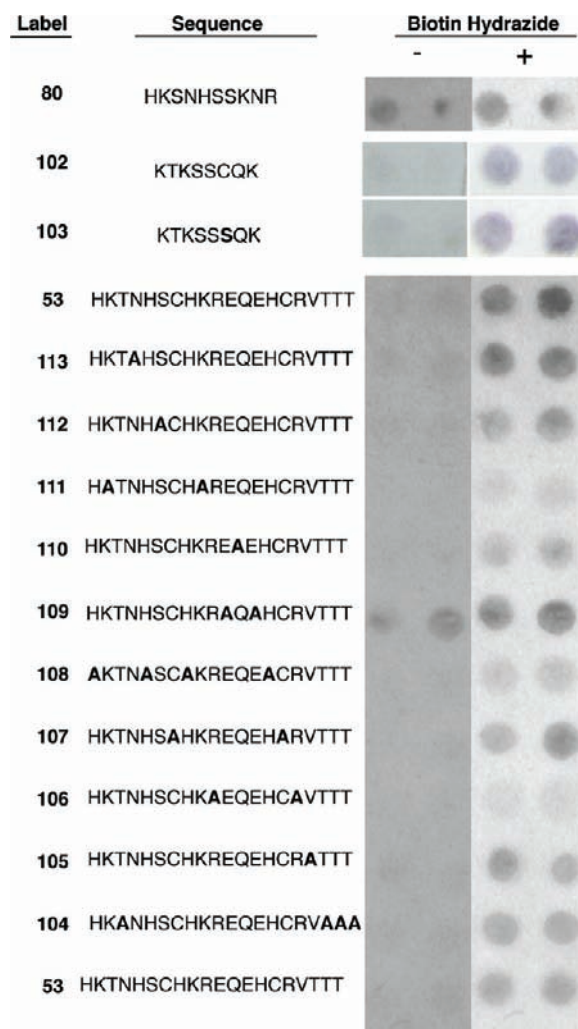 Label Sequence Biotin Hydrazide
- +
80 HKSNHSSKNR
102 KTKSSCQK
103 KTKSSSQK
53 HKTNHSCHKREQEHCRVTTT
113 HKTAHSCHKREQEHCRVTTT
112 HKTNHACHKREQEHCRVTTT
111 HATNHSCHAREQEHCRVTTT
110 HKTNHSCHKREAEHCRVTTT
109 HKTNHSCHKRAQAHCRVTTT
108 AKTNASCAKREQEACRVTTT
107 HKTNHSAHKREQEHARVTTT
106 HKTNHSCHKAEQEHCAVTTT
105 HKTNHSCHKREQEHCRATTT
104 HKANHSCHKREQEHCRVAAA
53 HKTNHSCHKREQEHCRVTTT